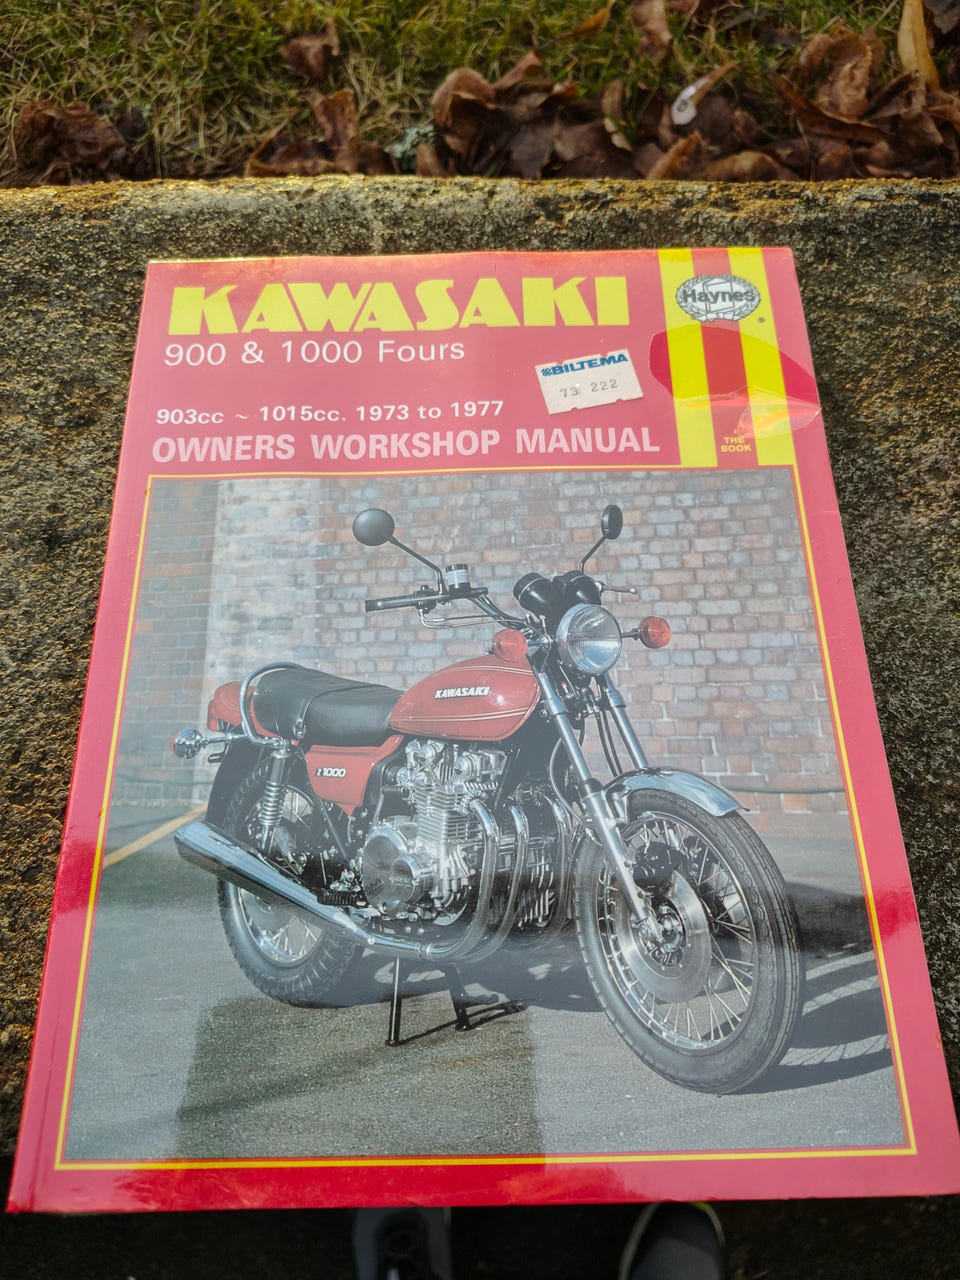 KAWASAKI
Haynes
900 & 1000 Fours
BILTEMA
73 222
903cc ~ 1015cc. 1973 to 1977
OWNERS WORKSHOP MANUAL
THE
BOOK
KAWASAKI
Z1000